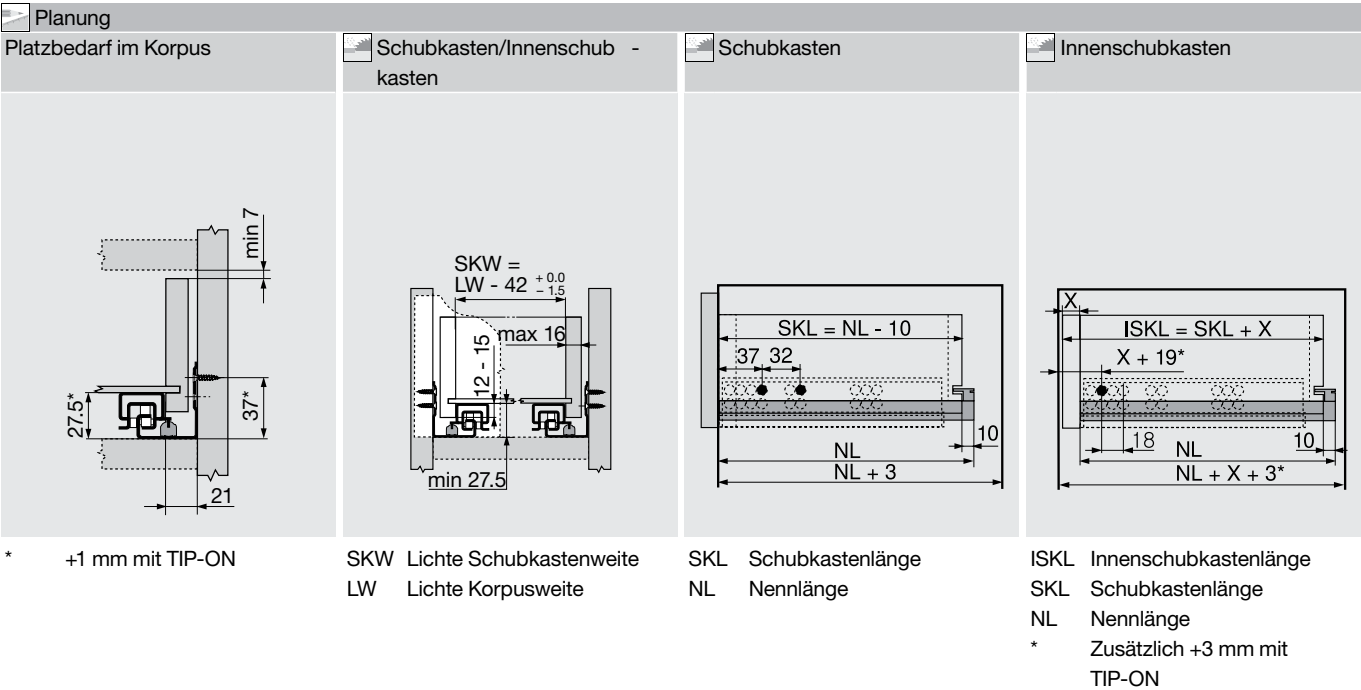 Planung
Platzbedarf im Korpus
Schubkasten/Innenschub -
kasten
Schubkasten
Innenschubkasten
min 7
27.5*
37*
21
SKW =
LW - 42 + 0.0
- 1.5
max 16
12 - 15
min 27.5
SKL = NL - 10
37 32
10
NL
NL + 3
X
ISKL = SKL + X
X + 19*
18
NL
10
NL + X + 3*
* +1 mm mit TIP-ON
SKW Lichte Schubkastenweite
LW Lichte Korpusweite
SKL Schubkastenlänge
NL Nennlänge
ISKL Innenschubkastenlänge
SKL Schubkastenlänge
NL Nennlänge
* Zusätzlich +3 mm mit
TIP-ON